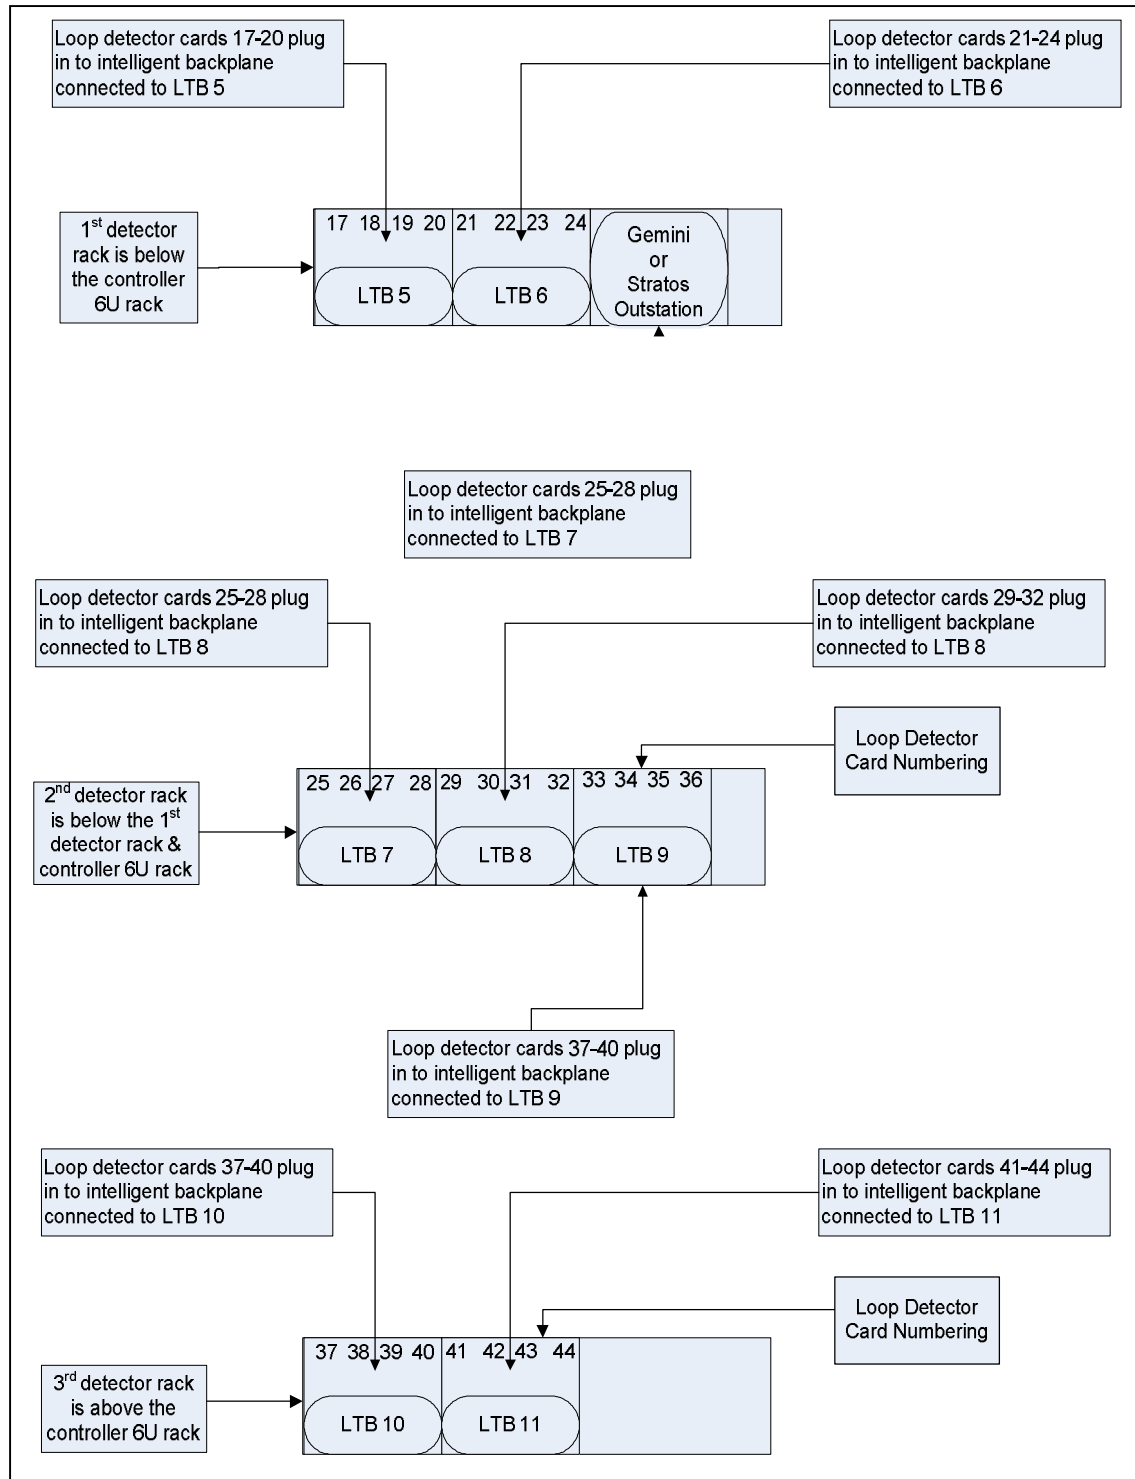 Loop detector cards 17-20 plug
in to intelligent backplane
connected to LTB 5
Loop detector cards 21-24 plug
in to intelligent backplane
connected to LTB 6
1st detector
rack is below
the controller
6U rack
17 18 19 20 21 22 23 24
LTB 5
LTB 6
Gemini
or
Stratos
Outstation
Loop detector cards 25-28 plug
in to intelligent backplane
connected to LTB 7
Loop detector cards 25-28 plug
in to intelligent backplane
connected to LTB 8
Loop detector cards 29-32 plug
in to intelligent backplane
connected to LTB 8
Loop Detector
Card Numbering
2nd detector rack
is below the 1st
detector rack &
controller 6U rack
25 26 27 28 29 30 31 32 33 34 35 36
LTB 7
LTB 8
LTB 9
Loop detector cards 37-40 plug
in to intelligent backplane
connected to LTB 9
Loop detector cards 37-40 plug
in to intelligent backplane
connected to LTB 10
Loop detector cards 41-44 plug
in to intelligent backplane
connected to LTB 11
Loop Detector
Card Numbering
3rd detector rack
is above the
controller 6U rack
37 38 39 40 41 42 43 44
LTB 10
LTB 11